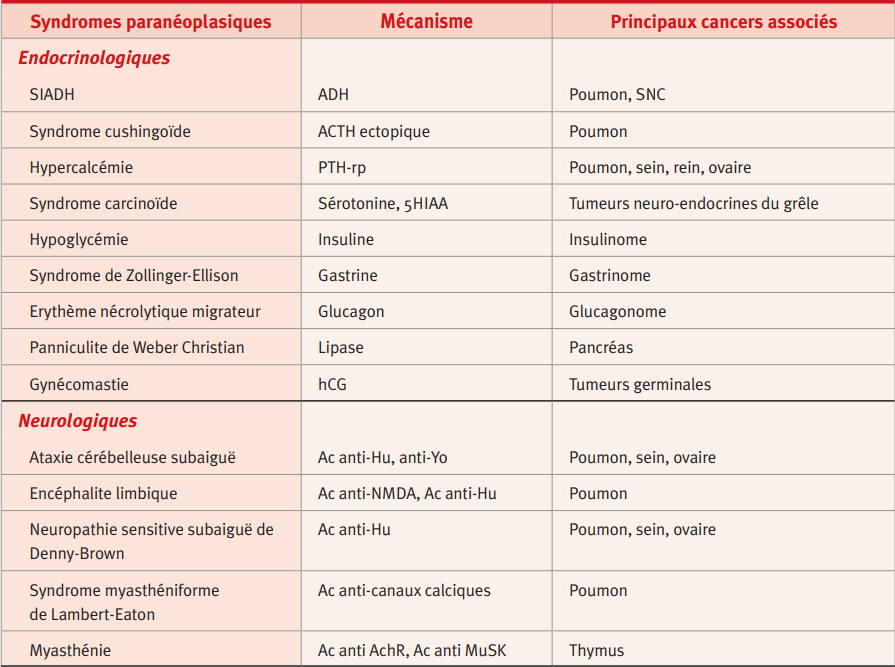 Syndromes paranéoplasiques Mécanisme Principaux cancers associés
Endocrinologiques
SIADH ADH Poumon, SNC
Syndrome cushingoïde ACTH ectopique Poumon
Hypercalcémie PTH-rp Poumon, sein, rein, ovaire
Syndrome carcinoïde Sérotonine, 5HIAA Tumeurs neuro-endocrines du grêle
Hypoglycémie Insuline Insulinome
Syndrome de Zollinger-Ellison Gastrine Gastrinome
Erythème nécrolytique migrateur Glucagon Glucagonome
Panniculite de Weber Christian Lipase Pancréas
Gynécomastie hCG Tumeurs germinales
Neurologiques
Ataxie cérébelleuse subaiguë Ac anti-Hu, anti-Yo Poumon, sein, ovaire
Encéphalite limbique Ac anti-NMDA, Ac anti-Hu Poumon
Neuropathie sensitive subaiguë de Ac anti-Hu Poumon, sein, ovaire
Denny-Brown
Syndrome myasthéniforme Ac anti-canaux calciques Poumon
de Lambert-Eaton
Myasthénie Ac anti AchR, Ac anti MuSK Thymus